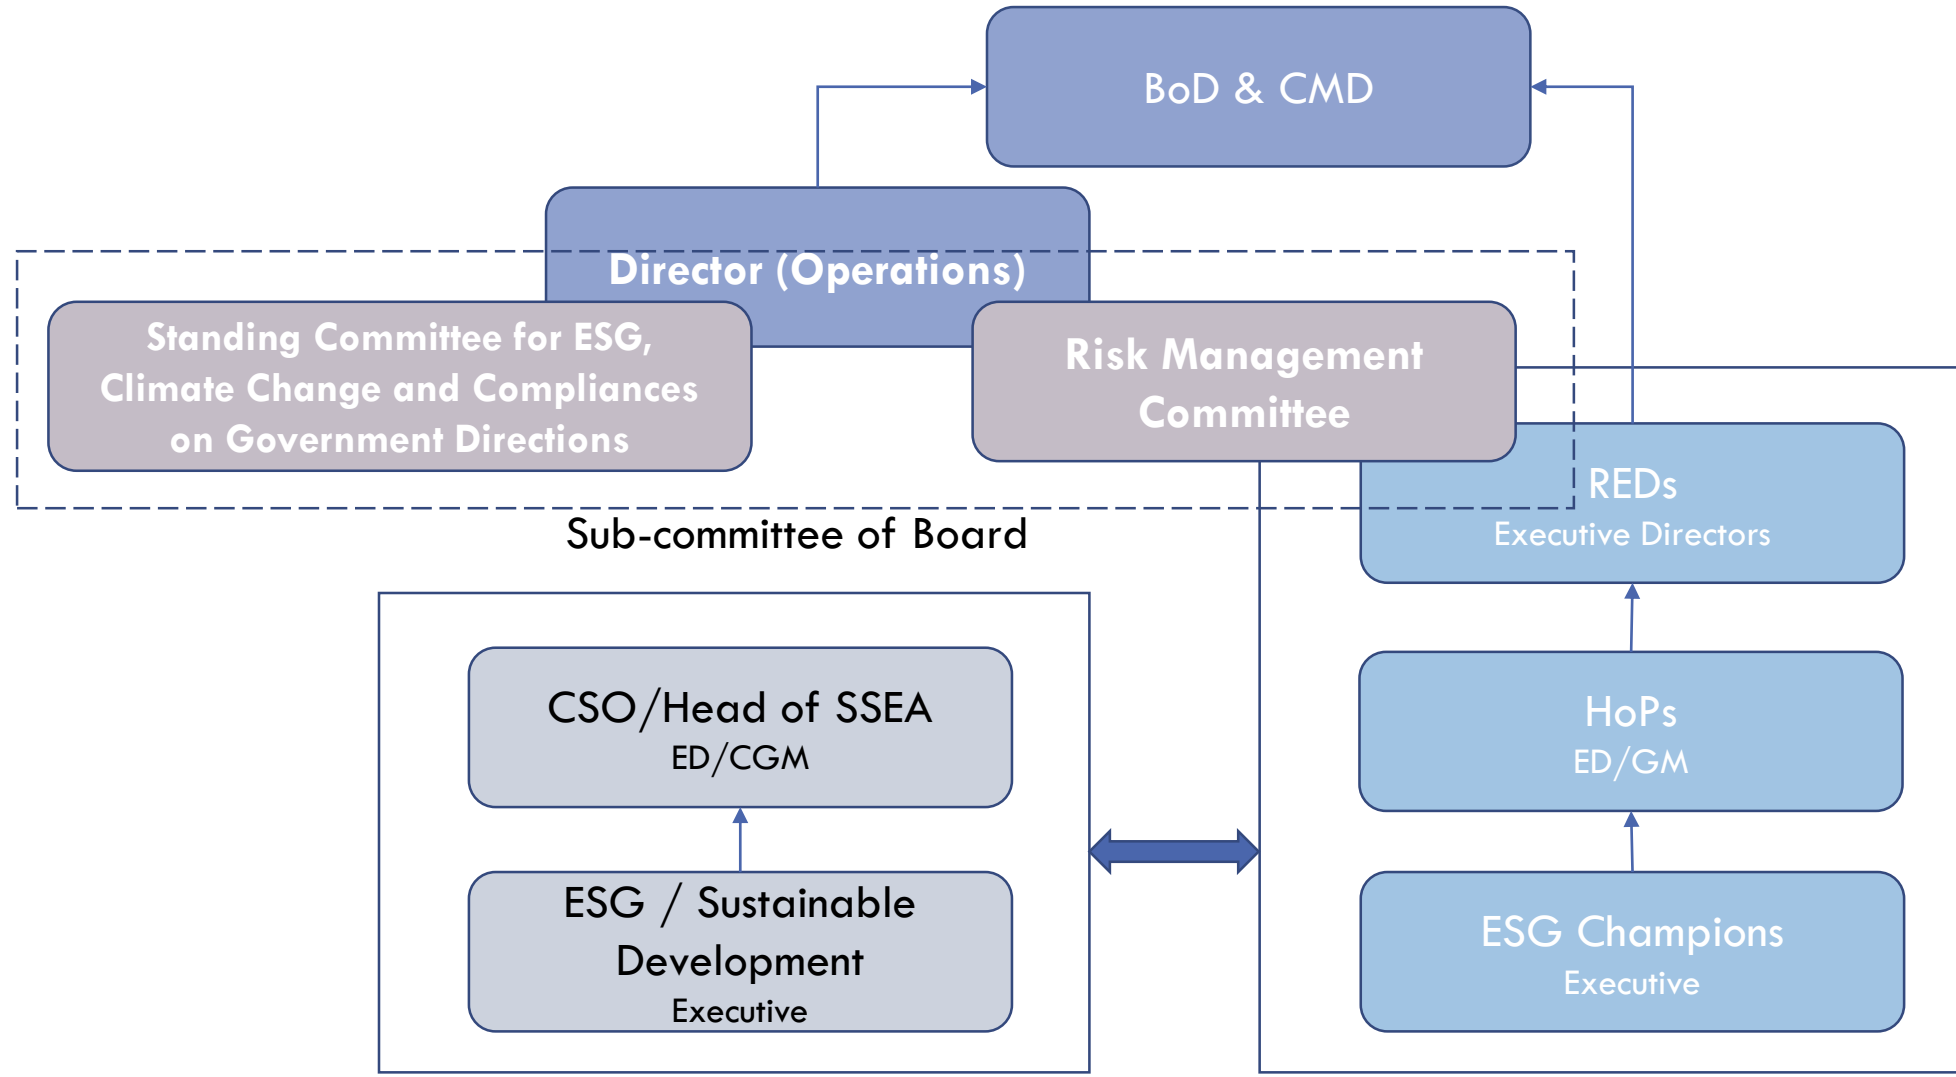 BoD & CMD
Director (Operations)
Standing Committee for ESG,
Climate Change and Compliances
on Government Directions
Risk Management
Committee
Sub-committee of Board
REDs
Executive Directors
CSO/Head of SSEA
ED/CGM
HoPs
ED/GM
ESG / Sustainable
Development
Executive
ESG Champions
Executive